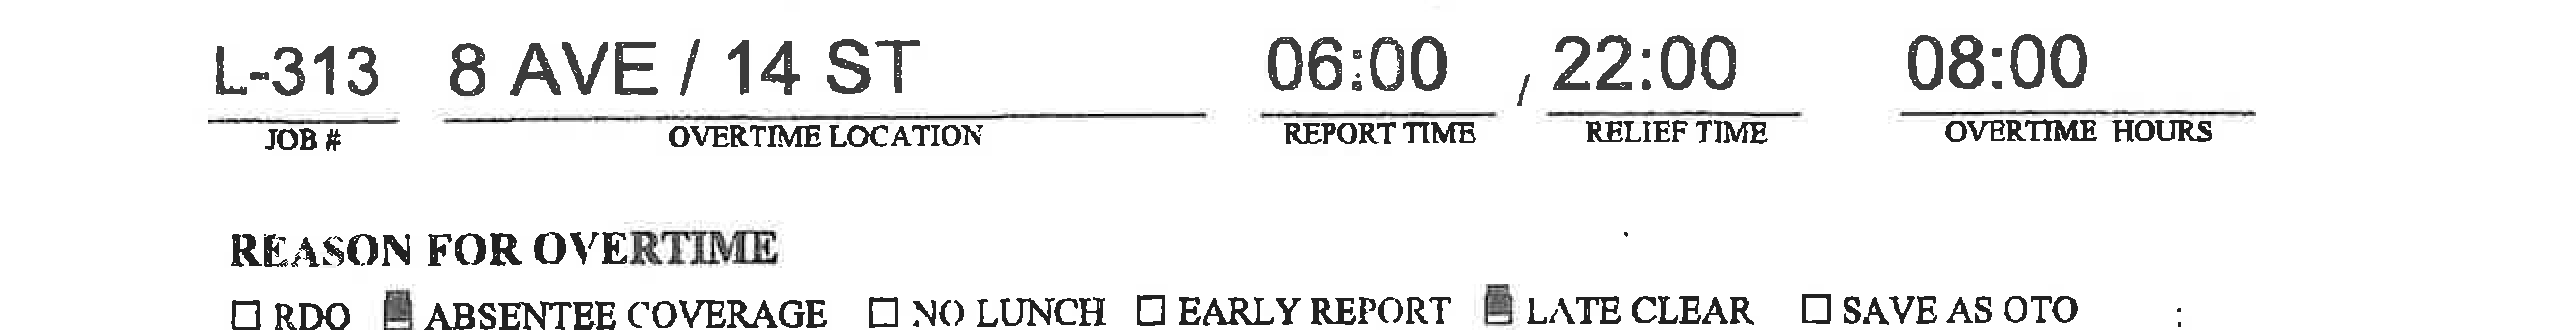 L-313 8 AVE / 14 ST 06:00 / 22:00 08:00
JOB # OVERTIME LOCATION REPORT TIME RELIEF TIME OVERTIME HOURS
REASON FOR OVERTIME
☐ RDO ■ ABSENTEE COVERAGE ☐ NO LUNCH ☐ EARLY REPORT ■ LATE CLEAR ☐ SAVE AS OTO :